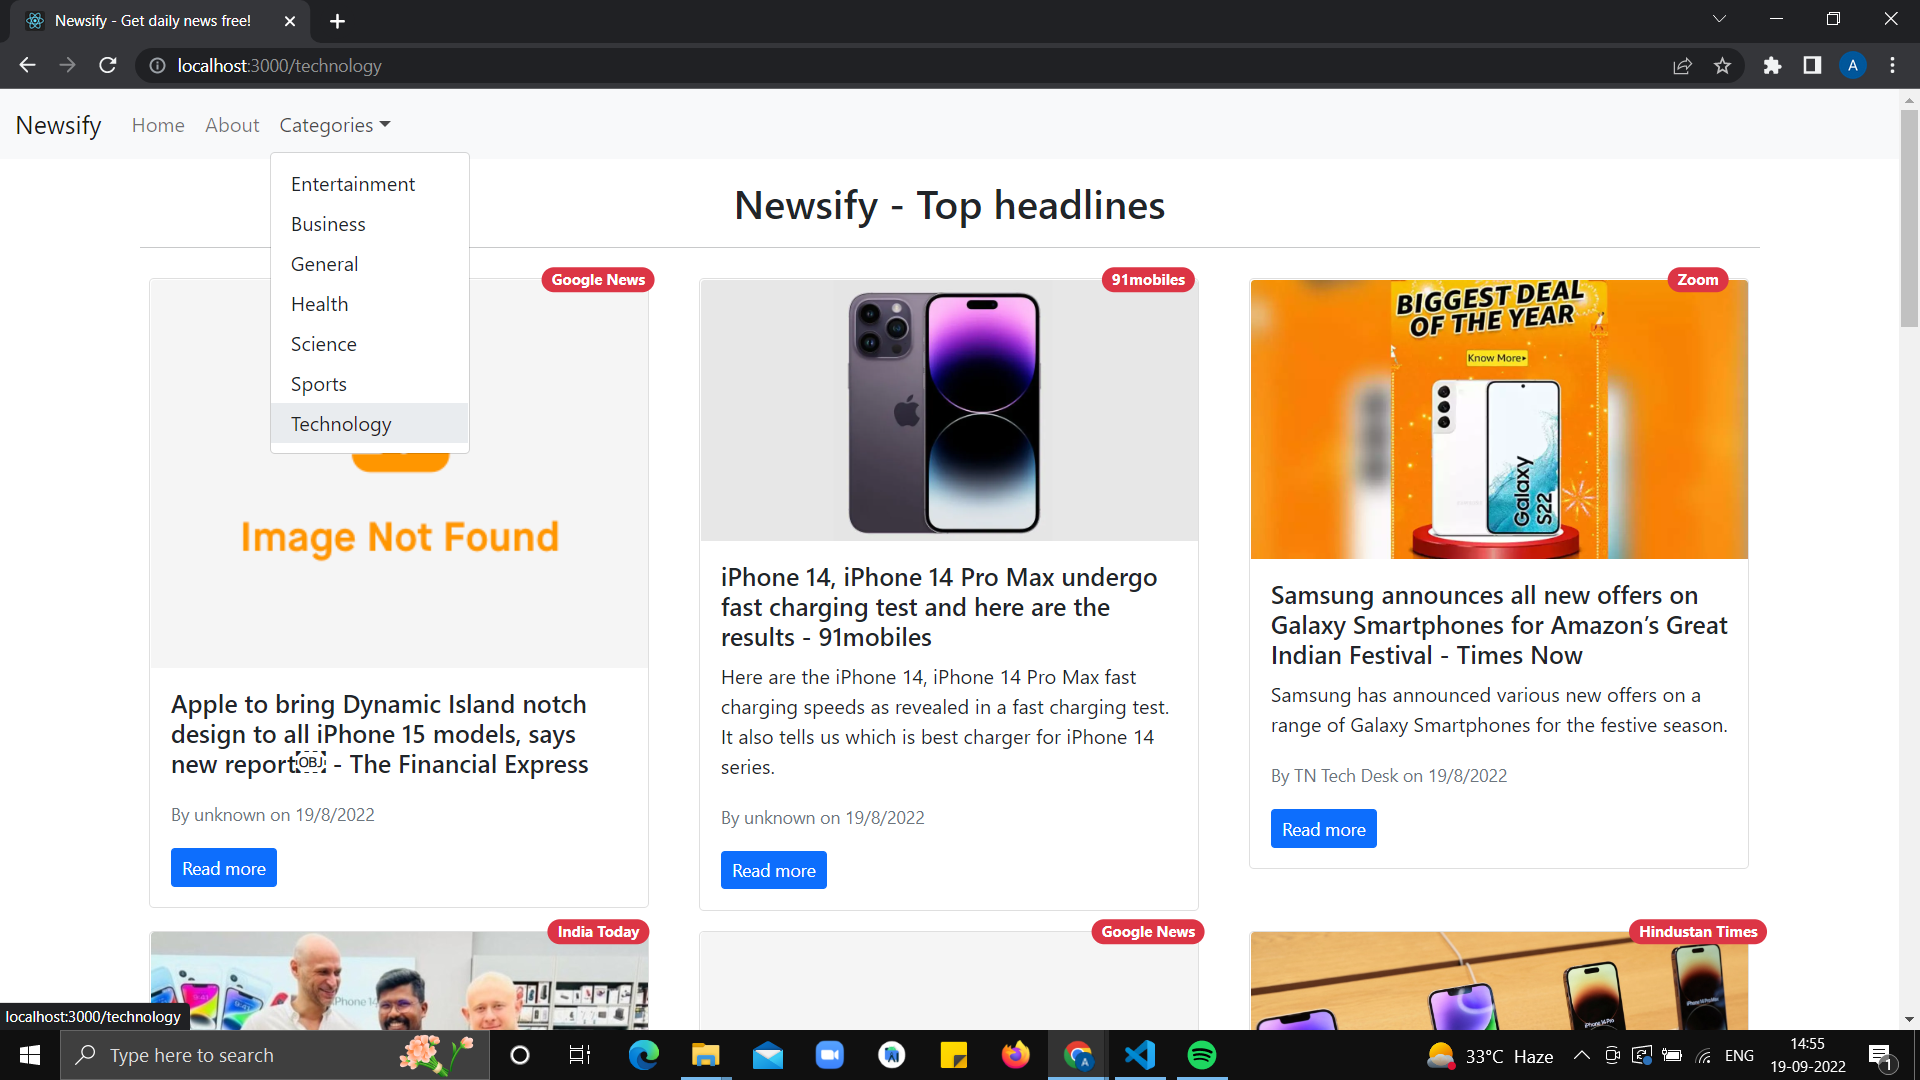 Newsify - Get daily news free!
localhost:3000/technology
A
Newsify
Home
About
Categories
Entertainment
Business
General
Health
Science
Sports
Technology
Newsify - Top headlines
Google News
Image Not Found
Apple to bring Dynamic Island notch
design to all iPhone 15 models, says
new report￼ - The Financial Express
By unknown on 19/8/2022
Read more
91mobiles
iPhone 14, iPhone 14 Pro Max undergo
fast charging test and here are the
results - 91mobiles
Here are the iPhone 14, iPhone 14 Pro Max fast
charging speeds as revealed in a fast charging test.
It also tells us which is best charger for iPhone 14
series.
By unknown on 19/8/2022
Read more
Zoom
BIGGEST DEAL
OF THE YEAR
Know More
Galaxy
S22
Samsung announces all new offers on
Galaxy Smartphones for Amazon’s Great
Indian Festival - Times Now
Samsung has announced various new offers on a
range of Galaxy Smartphones for the festive season.
By TN Tech Desk on 19/8/2022
Read more
India Today
iPhone 14
Google News
Hindustan Times
localhost:3000/technology
Type here to search
33°C Haze
ENG
14:55
19-09-2022
1